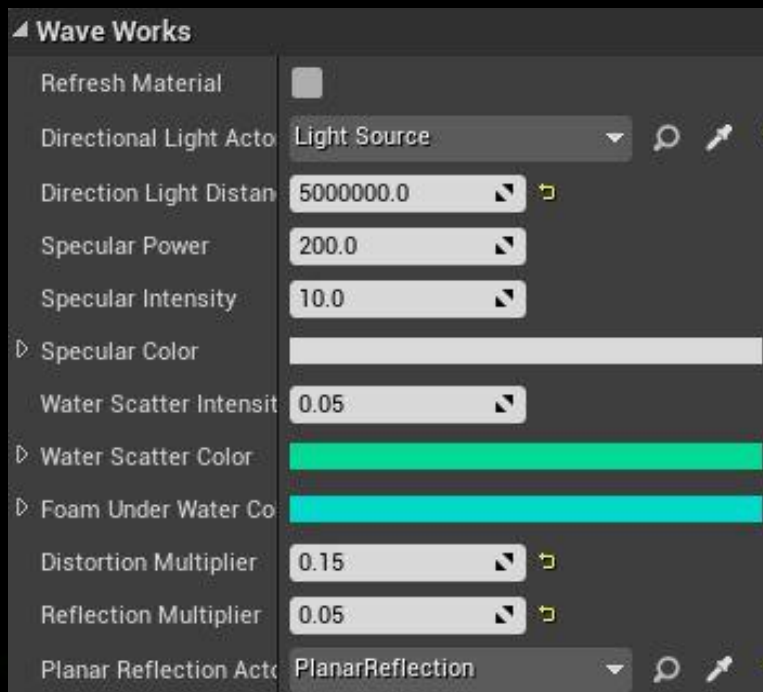 Wave Works
Refresh Material
Directional Light Acto Light Source
Direction Light Distan 5000000.0
Specular Power 200.0
Specular Intensity 10.0
Specular Color
Water Scatter Intensit 0.05
Water Scatter Color
Foam Under Water Co
Distortion Multiplier 0.15
Reflection Multiplier 0.05
Planar Reflection Acto PlanarReflection